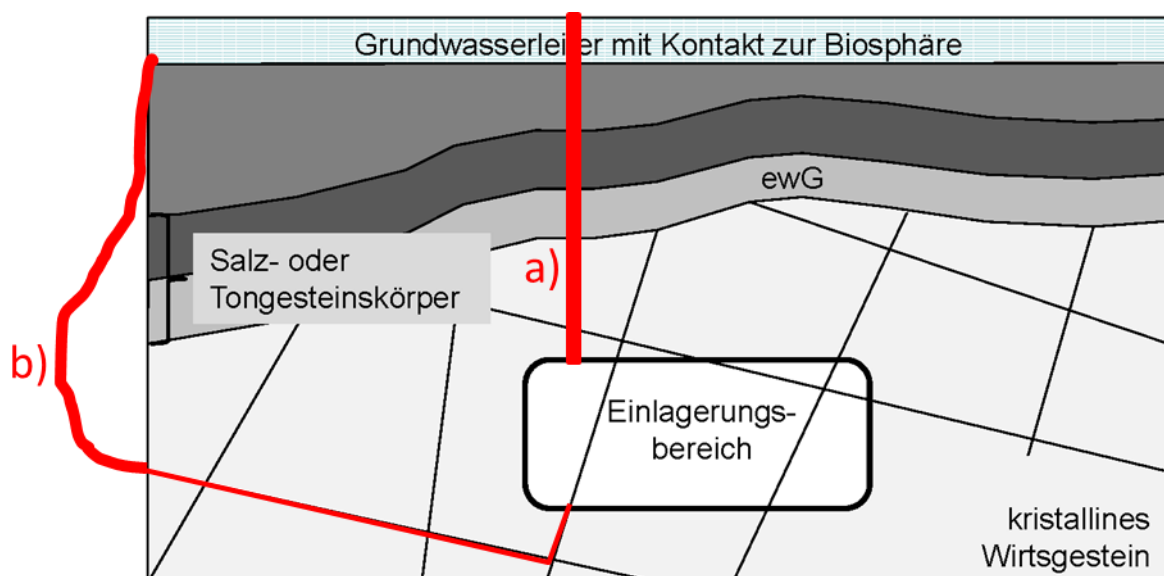 Grundwasserleiter mit Kontakt zur Biosphäre
ewG
Salz- oder
Tongesteinskörper
a)
b)
Einlagerungs-
bereich
kristallines
Wirtsgestein